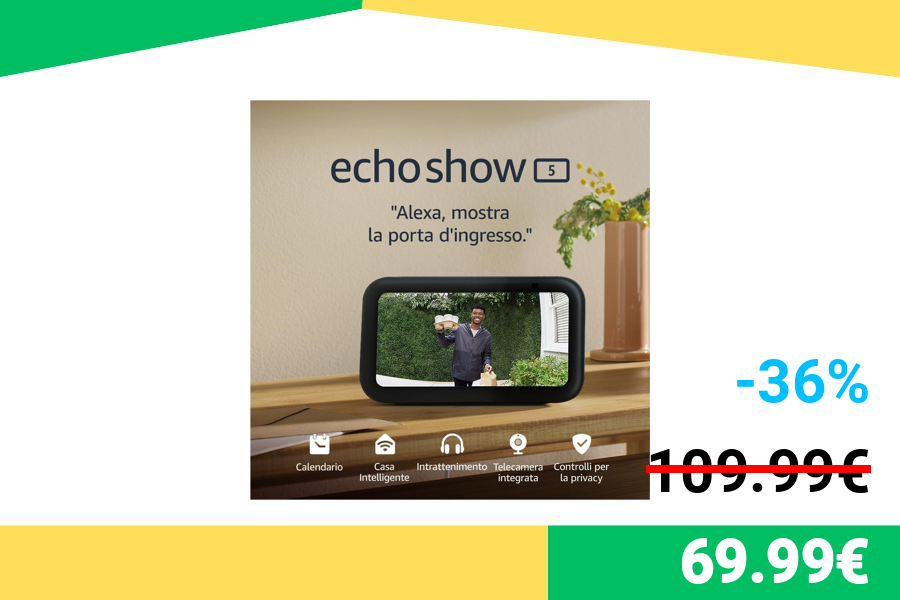 echo show 5
"Alexa, mostra
la porta d'ingresso."
-36%
109.99€
Calendario
Casa
Intelligente
Intrattenimento
Telecamera
integrata
Controlli per
la privacy
69.99€